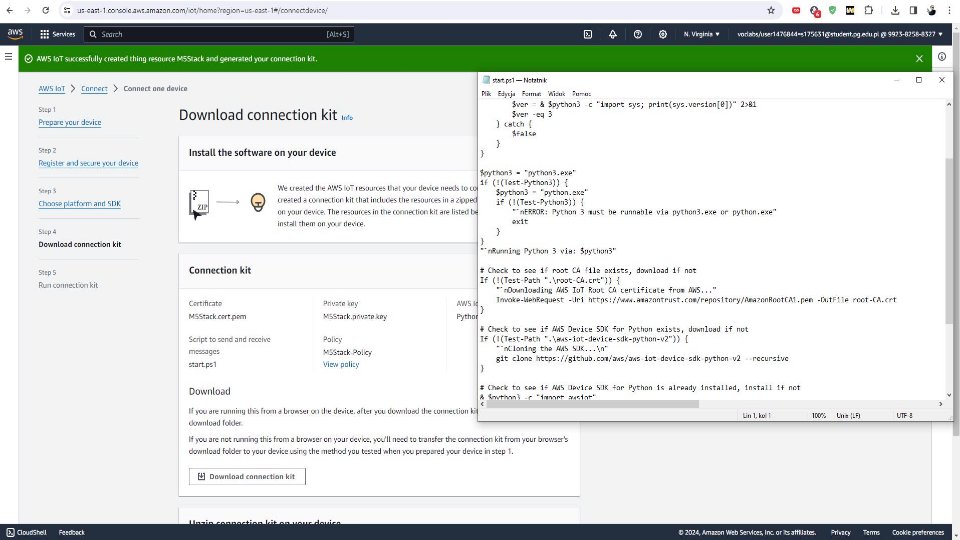 us-east-1.console.aws.amazon.com/iot/home?region=us-east-1#/connectdevice/
aws
Services
Search
[Alt+S]
N. Virginia
voclabs/user1476844=s175631@student.pg.edu.pl @ 9923-8258-8327
AWS IoT successfully created thing resource M5Stack and generated your connection kit.
AWS IoT > Connect > Connect one device
Step 1
Prepare your device
Step 2
Register and secure your device
Step 3
Choose platform and SDK
Step 4
Download connection kit
Step 5
Run connection kit
Download connection kit Info
Install the software on your device
ZIP
We created the AWS IoT resources that your device needs to
created a connection kit that includes the resources in a zipped
on your device. The resources in the connection kit are listed
install them on your device.
Connection kit
Certificate
M5Stack.cert.pem
Private key
M5Stack.private.key
AWS
Script to send and receive
messages
start.ps1
Policy
M5Stack-Policy
View policy
Download
If you are running this from a browser on the device, after you download the connection
download folder.
If you are not running this from a browser on your device, you'll need to transfer the connection kit from your browser's
download folder to your device using the method you tested when you prepared your device in step 1.
Download connection kit
Unzip connection kit on your device
start.ps1 — Notatnik
Plik Edycja Format Widok Pomoc
$ver = & $python3 -c "import sys; print(sys.version[0])" 2>&1
$ver -eq 3
} catch {
$false
}
}
$python3 = "python3.exe"
if (!(Test-Python3)) {
$python3 = "python.exe"
if (!(Test-Python3)) {
"`nERROR: Python 3 must be runnable via python3.exe or python.exe"
exit
}
}
"`nRunning Python 3 via: $python3"
# Check to see if root CA file exists, download if not
If (!(Test-Path ".\root-CA.crt")) {
"`nDownloading AWS IoT Root CA certificate from AWS..."
Invoke-WebRequest -Uri https://www.amazontrust.com/repository/AmazonRootCA1.pem -OutFile root-CA.crt
}
# Check to see if AWS Device SDK for Python exists, download if not
If (!(Test-Path ".\aws-iot-device-sdk-python-v2")) {
"`nCloning the AWS SDK...\n"
git clone https://github.com/aws/aws-iot-device-sdk-python-v2 --recursive
}
# Check to see if AWS Device SDK for Python is already installed, install if not
& $python3 -c "import awsiot"
Lin 1, kol 1
100%
Unix (LF)
UTF-8
CloudShell
Feedback
© 2024, Amazon Web Services, Inc. or its affiliates.
Privacy
Terms
Cookie preferences